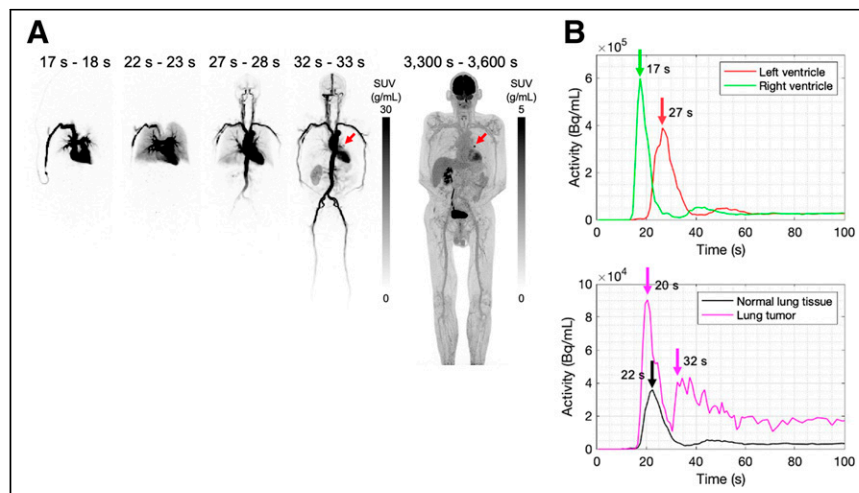 A
17 s - 18 s
22 s - 23 s
27 s - 28 s
32 s - 33 s
3,300 s - 3,600 s
SUV
(g/mL)
30
0
SUV
(g/mL)
5
0
B
×10⁵
6
4
2
0
Activity (Bq/mL)
17 s
27 s
Left ventricle
Right ventricle
0 20 40 60 80 100
Time (s)
×10⁴
10
8
6
4
2
0
Activity (Bq/mL)
20 s
22 s
32 s
Normal lung tissue
Lung tumor
0 20 40 60 80 100
Time (s)